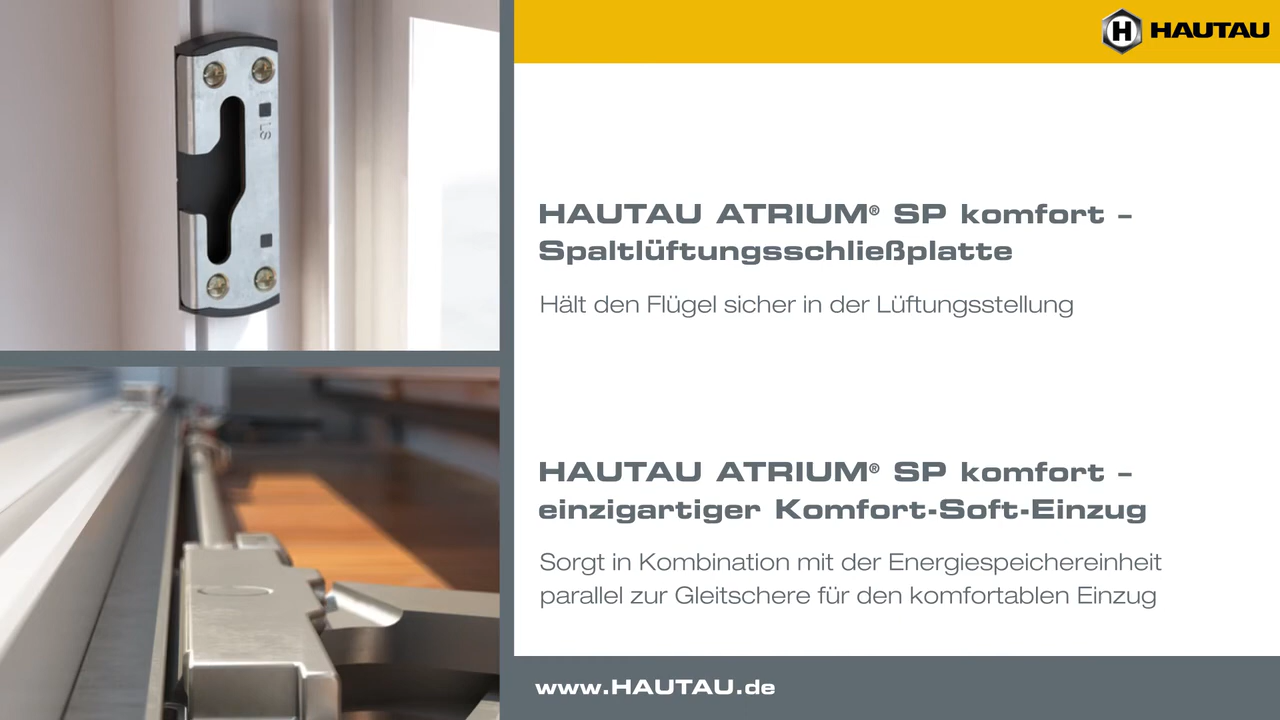 HAUTAU
HAUTAU ATRIUM® SP komfort –
Spaltlüftungsschließplatte
Hält den Flügel sicher in der Lüftungsstellung
HAUTAU ATRIUM® SP komfort –
einzigartiger Komfort-Soft-Einzug
Sorgt in Kombination mit der Energiespeichereinheit
parallel zur Gleitschere für den komfortablen Einzug
www.HAUTAU.de